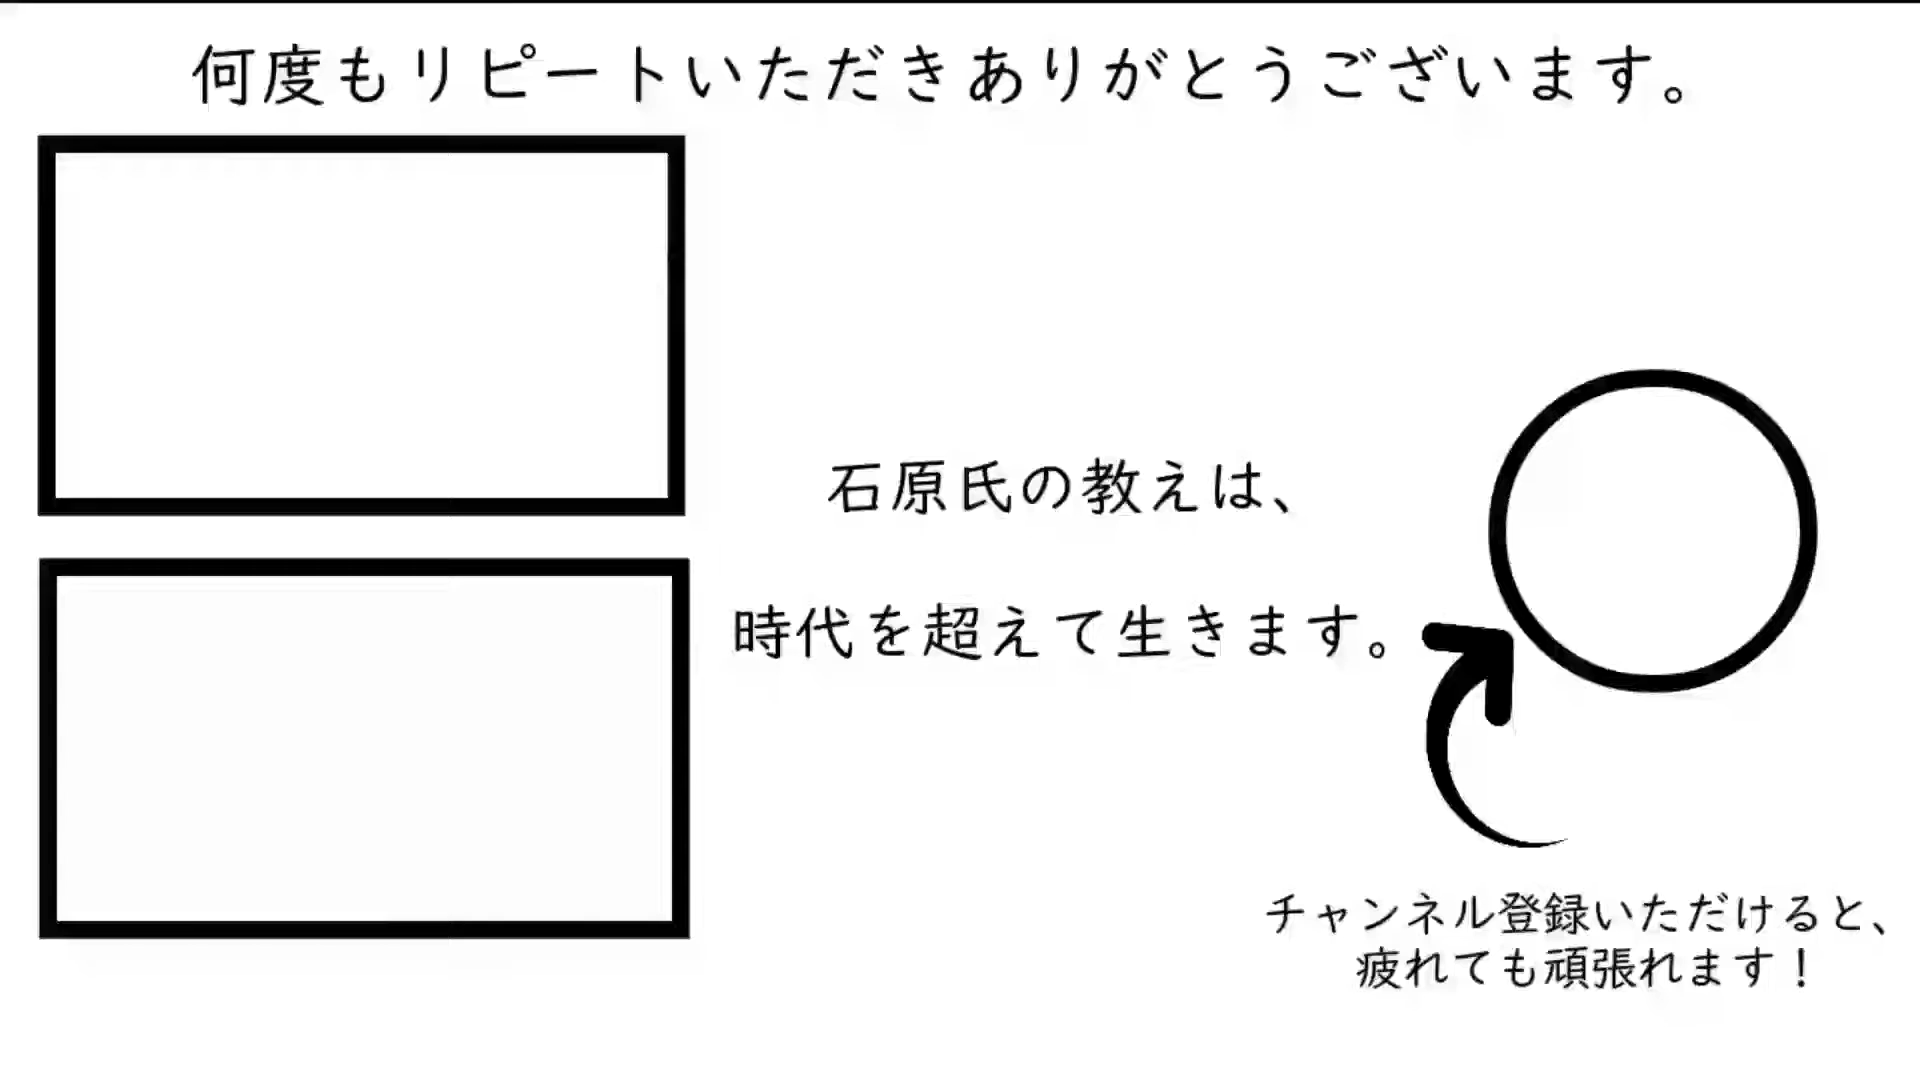 何度もリピートいただきありがとうございます。
石原氏の教えは、
時代を超えて生きます。
チャンネル登録いただけると、
疲れても頑張れます！